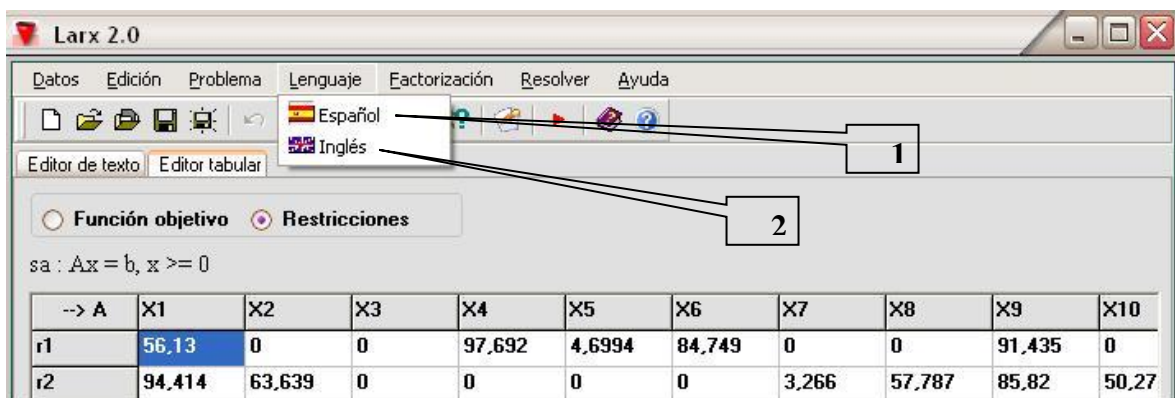 Larx 2.0
Datos Edición Problema Lenguaje Factorización Resolver Ayuda
Español
Inglés
1
Editor de texto Editor tabular
2
Función objetivo Restricciones
sa : Ax = b, x >= 0
--> A X1 X2 X3 X4 X5 X6 X7 X8 X9 X10
r1 56,13 0 0 97,692 4,6994 84,749 0 0 91,435 0
r2 94,414 63,639 0 0 0 0 3,266 57,787 85,82 50,27